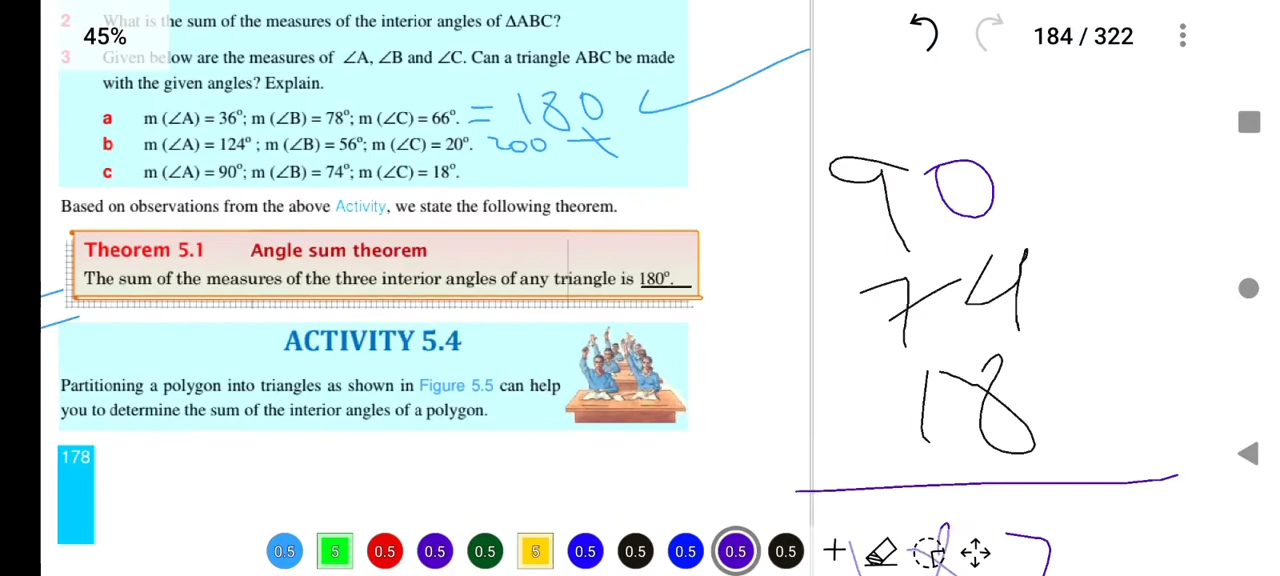 2 What is the sum of the measures of the interior angles of ΔABC?
45%
3 Given below are the measures of ∠A, ∠B and ∠C. Can a triangle ABC be made
with the given angles? Explain.
a m (∠A) = 36°; m (∠B) = 78°; m (∠C) = 66°. = 180
b m (∠A) = 124° ; m (∠B) = 56°; m (∠C) = 20°. 200 ×
c m (∠A) = 90°; m (∠B) = 74°; m (∠C) = 18°.
Based on observations from the above Activity, we state the following theorem.
Theorem 5.1 Angle sum theorem
The sum of the measures of the three interior angles of any triangle is 180°.
ACTIVITY 5.4
Partitioning a polygon into triangles as shown in Figure 5.5 can help
you to determine the sum of the interior angles of a polygon.
178
184 / 322
90
74
18
0.5 5 0.5 0.5 0.5 5 0.5 0.5 0.5 0.5 0.5